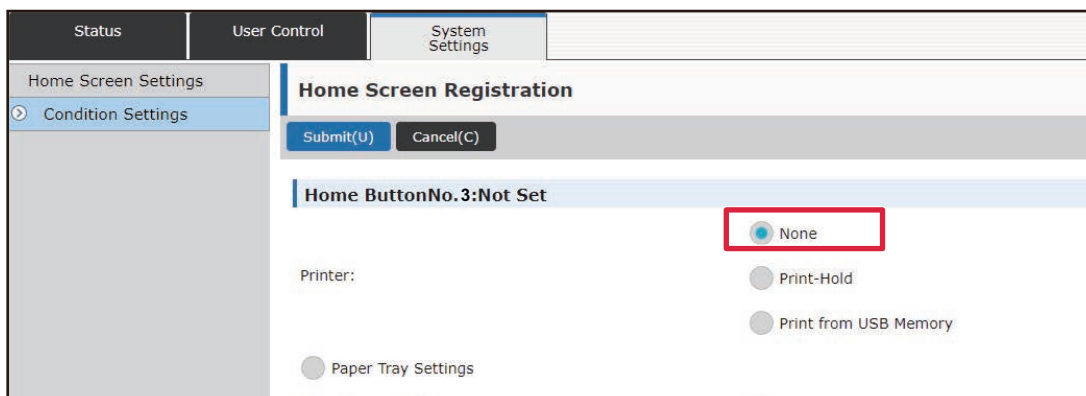 Status
User Control
System
Settings
Home Screen Settings
Condition Settings
Home Screen Registration
Submit(U)
Cancel(C)
Home ButtonNo.3:Not Set
None
Printer:
Print-Hold
Print from USB Memory
Paper Tray Settings